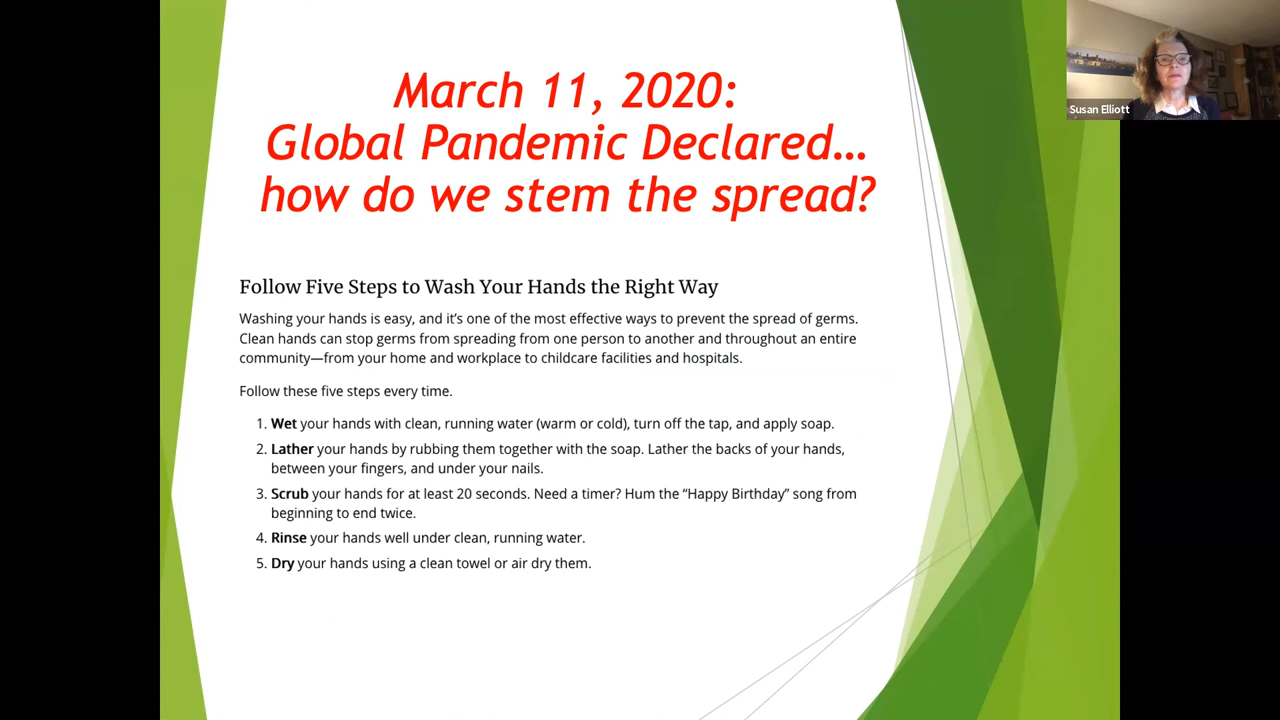 March 11, 2020:
Global Pandemic Declared...
how do we stem the spread?
Susan Elliott
Follow Five Steps to Wash Your Hands the Right Way
Washing your hands is easy, and it’s one of the most effective ways to prevent the spread of germs.
Clean hands can stop germs from spreading from one person to another and throughout an entire
community—from your home and workplace to childcare facilities and hospitals.
Follow these five steps every time.
1. Wet your hands with clean, running water (warm or cold), turn off the tap, and apply soap.
2. Lather your hands by rubbing them together with the soap. Lather the backs of your hands,
between your fingers, and under your nails.
3. Scrub your hands for at least 20 seconds. Need a timer? Hum the “Happy Birthday” song from
beginning to end twice.
4. Rinse your hands well under clean, running water.
5. Dry your hands using a clean towel or air dry them.